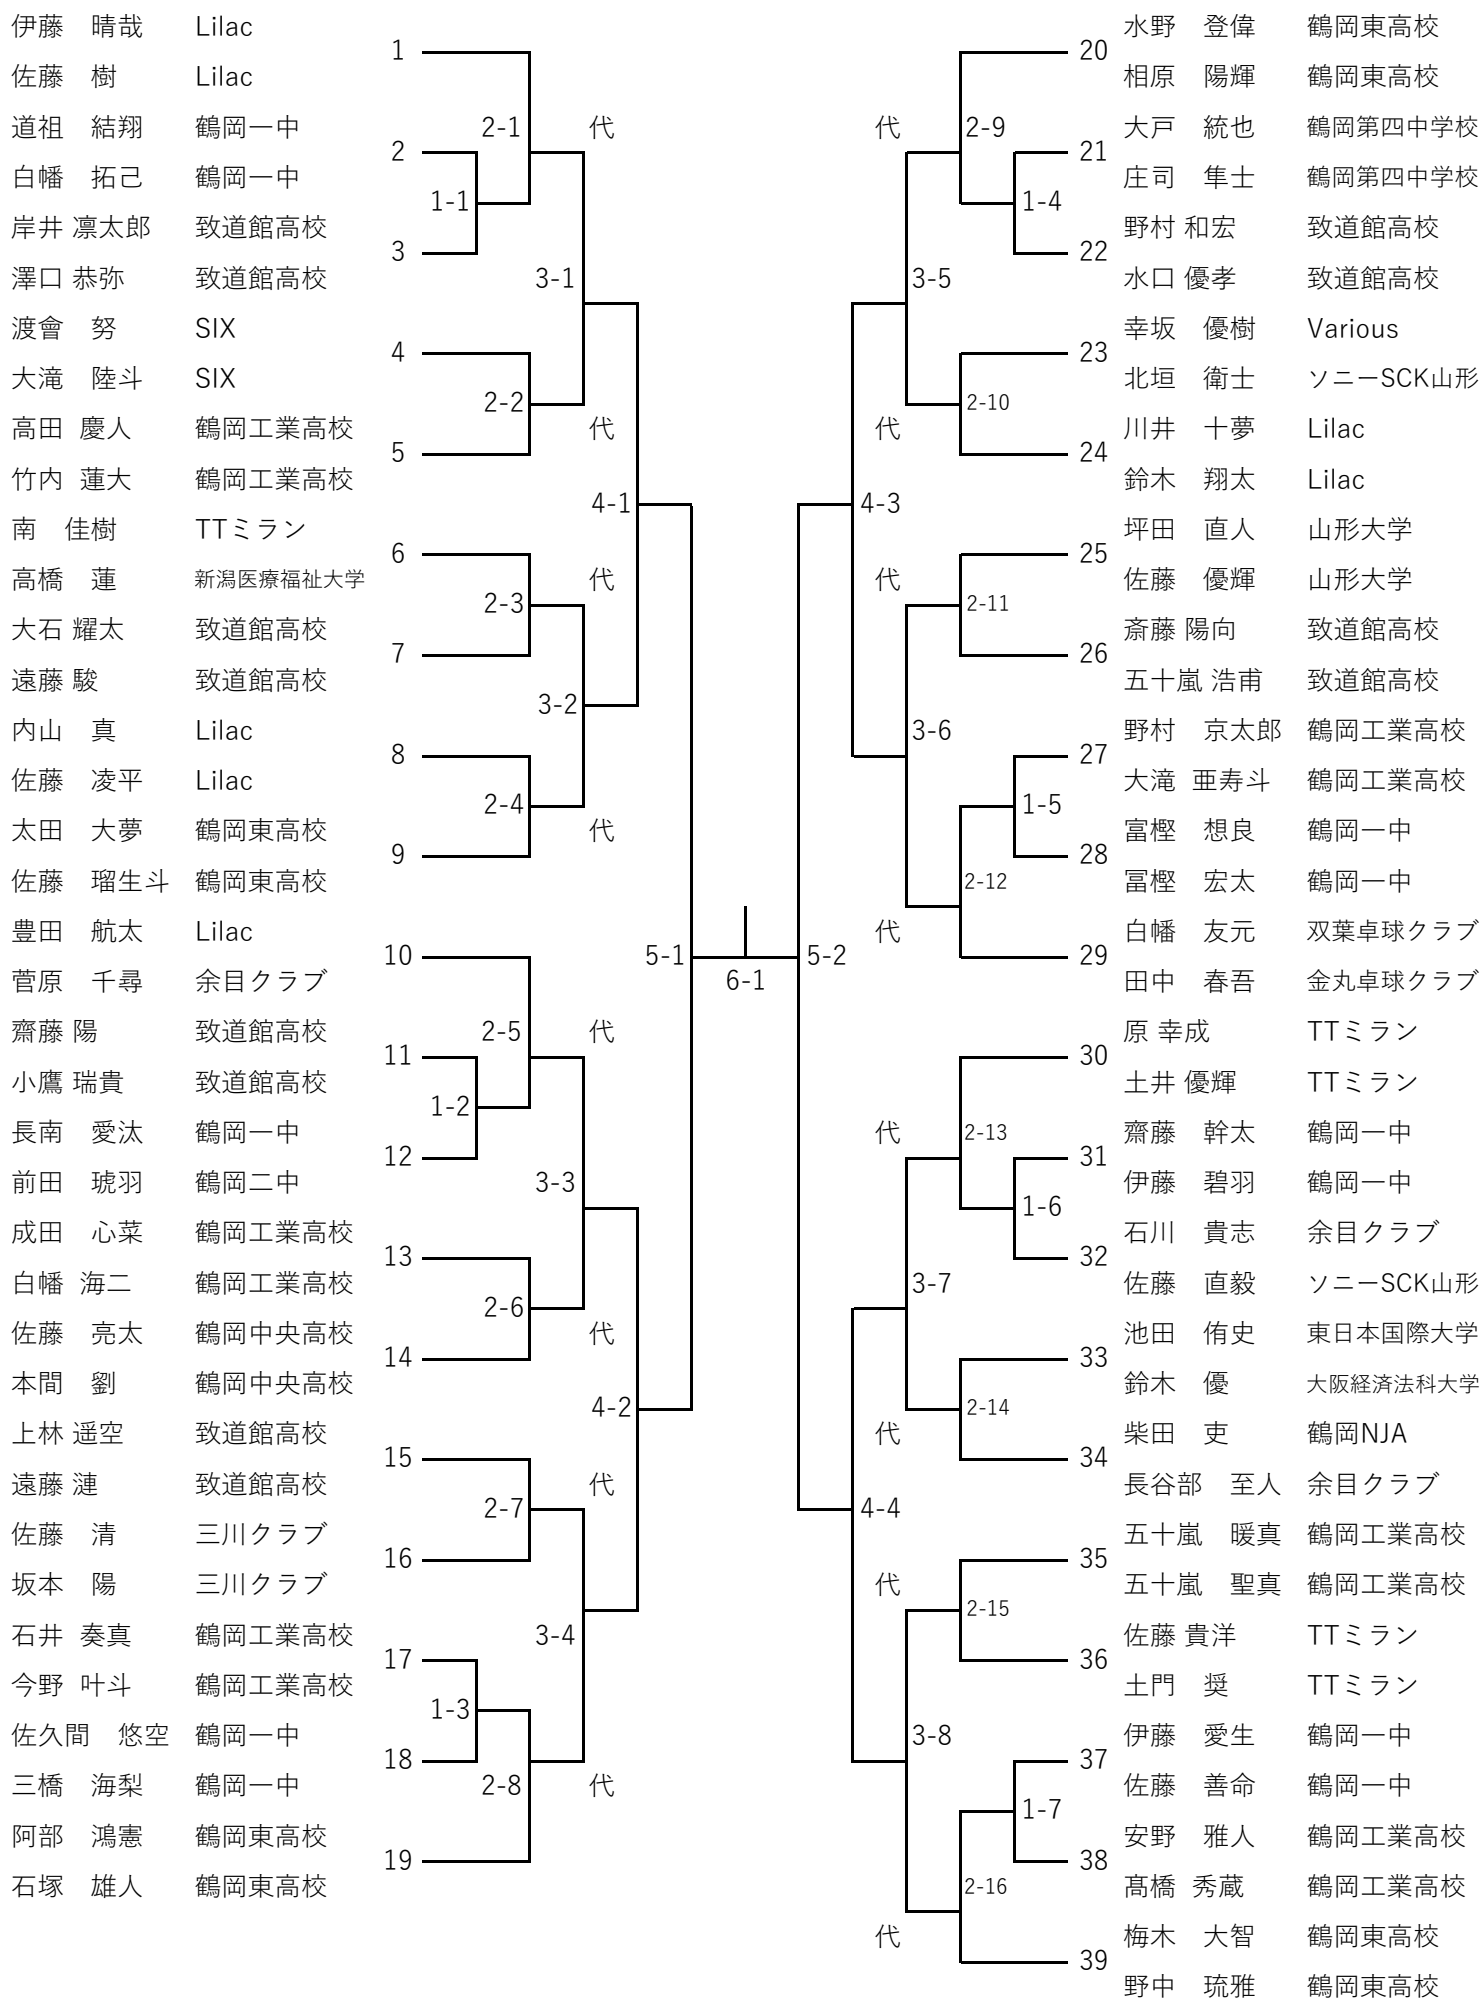 伊藤　晴哉　Lilac
1
佐藤　樹　Lilac
道祖　結翔　鶴岡一中
2
白幡　拓己　鶴岡一中
岸井 凛太郎　致道館高校
3
澤口 恭弥　致道館高校
渡會　努　SIX
4
大滝　陸斗　SIX
高田 慶人　鶴岡工業高校
5
竹内 蓮大　鶴岡工業高校
南　佳樹　TTミラン
6
高橋　蓮　新潟医療福祉大学
大石 耀太　致道館高校
7
遠藤 駿　致道館高校
内山　真　Lilac
8
佐藤　凌平　Lilac
太田　大夢　鶴岡東高校
9
佐藤　瑠生斗　鶴岡東高校
豊田　航太　Lilac
10
菅原　千尋　余目クラブ
齋藤 陽　致道館高校
11
小鷹 瑞貴　致道館高校
長南　愛汰　鶴岡一中
12
前田　琥羽　鶴岡二中
成田　心菜　鶴岡工業高校
13
白幡 海二　鶴岡工業高校
佐藤　亮太　鶴岡中央高校
14
本間　劉　鶴岡中央高校
上林 遥空　致道館高校
15
遠藤 漣　致道館高校
佐藤　清　三川クラブ
16
坂本　陽　三川クラブ
石井 奏真　鶴岡工業高校
17
今野 叶斗　鶴岡工業高校
佐久間　悠空　鶴岡一中
18
三橋　海梨　鶴岡一中
阿部　鴻憲　鶴岡東高校
19
石塚　雄人　鶴岡東高校
1-1
1-2
1-3
2-1
2-2
2-3
2-4
2-5
2-6
2-7
2-8
代
代
代
代
代
代
代
代
3-1
3-2
3-3
3-4
4-1
4-2
5-1
6-1
5-2
4-3
4-4
3-5
3-6
3-7
3-8
代
代
代
代
代
代
代
代
2-9
2-10
2-11
2-12
2-13
2-14
2-15
2-16
1-4
1-5
1-6
1-7
水野　登偉　鶴岡東高校
20
相原　陽輝　鶴岡東高校
大戸　統也　鶴岡第四中学校
21
庄司　隼士　鶴岡第四中学校
野村 和宏　致道館高校
22
水口 優孝　致道館高校
幸坂　優樹　Various
23
北垣　衛士　ソニーSCK山形
川井　十夢　Lilac
24
鈴木　翔太　Lilac
坪田　直人　山形大学
25
佐藤　優輝　山形大学
斎藤 陽向　致道館高校
26
五十嵐 浩甫　致道館高校
野村　京太郎　鶴岡工業高校
27
大滝 亜寿斗　鶴岡工業高校
富樫　想良　鶴岡一中
28
冨樫　宏太　鶴岡一中
白幡　友元　双葉卓球クラブ
29
田中　春吾　金丸卓球クラブ
原 幸成　TTミラン
30
土井 優輝　TTミラン
齋藤　幹太　鶴岡一中
31
伊藤　碧羽　鶴岡一中
石川　貴志　余目クラブ
32
佐藤　直毅　ソニーSCK山形
池田　侑史　東日本国際大学
33
鈴木　優　大阪経済法科大学
柴田　吏　鶴岡NJA
34
長谷部　至人　余目クラブ
五十嵐　暖真　鶴岡工業高校
35
五十嵐　聖真　鶴岡工業高校
佐藤 貴洋　TTミラン
36
土門　奨　TTミラン
伊藤　愛生　鶴岡一中
37
佐藤　善命　鶴岡一中
安野　雅人　鶴岡工業高校
38
髙橋 秀蔵　鶴岡工業高校
梅木　大智　鶴岡東高校
39
野中　琉雅　鶴岡東高校